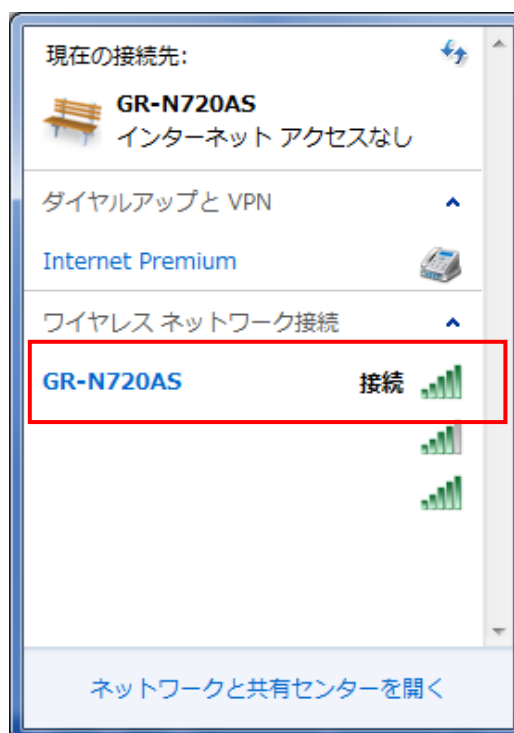 現在の接続先:
GR-N720AS
インターネット アクセスなし
ダイヤルアップと VPN
Internet Premium
ワイヤレス ネットワーク接続
GR-N720AS 接続
ネットワークと共有センターを開く